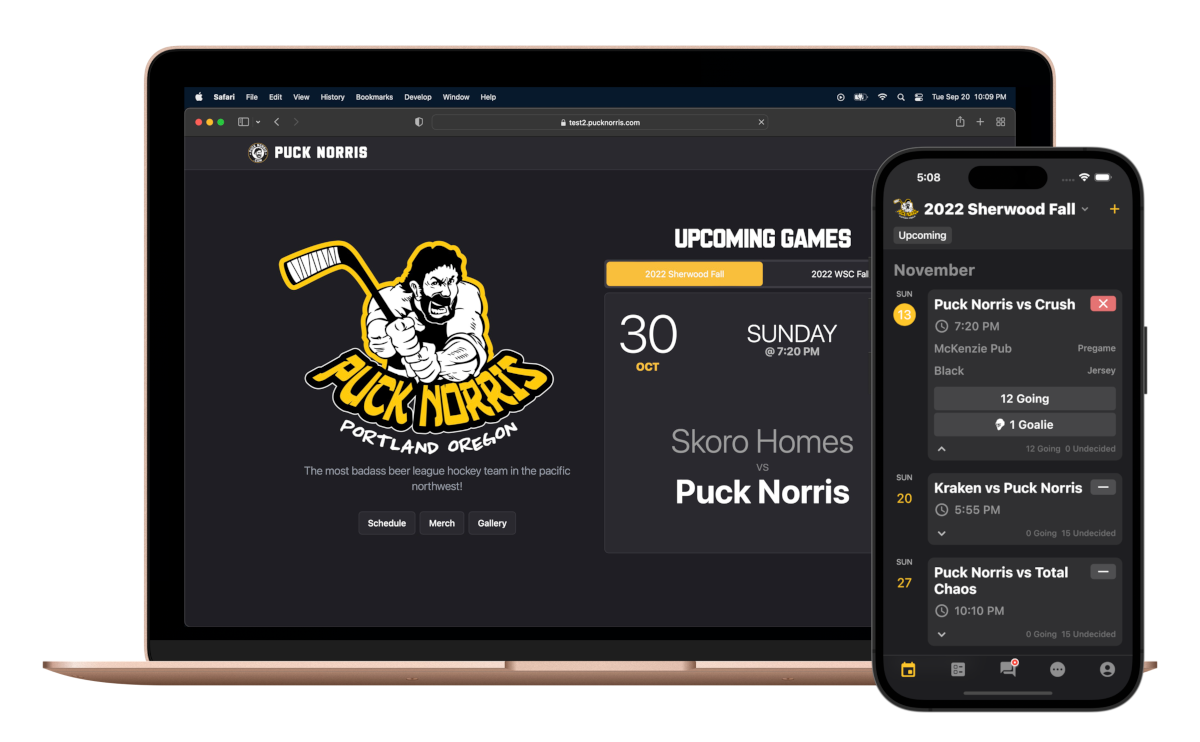 Safari File Edit View History Bookmarks Develop Window Help
Tue Sep 20 10:09 PM
test2.pucknorris.com
PUCK NORRIS
PUCK NORRIS
PORTLAND OREGON
The most badass beer league hockey team in the pacific
northwest!
Schedule Merch Gallery
UPCOMING GAMES
2022 Sherwood Fall 2022 WSC Fal
30
OCT
SUNDAY
@ 7:20 PM
Skoro Homes
VS
Puck Norris
5:08
2022 Sherwood Fall
Upcoming
November
SUN
13
Puck Norris vs Crush
7:20 PM
McKenzie Pub Pregame
Black Jersey
12 Going
1 Goalie
12 Going 0 Undecided
SUN
20
Kraken vs Puck Norris
5:55 PM
0 Going 15 Undecided
SUN
27
Puck Norris vs Total
Chaos
10:10 PM
0 Going 15 Undecided